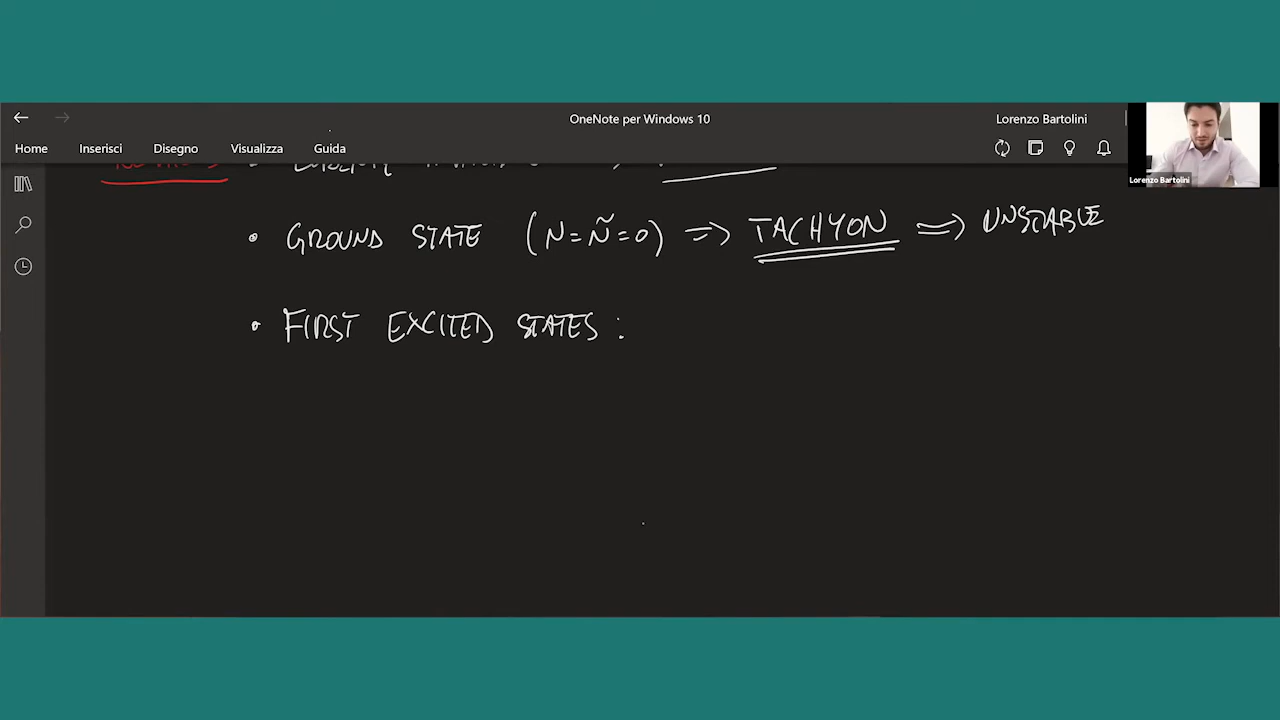 OneNote per Windows 10
Lorenzo Bartolini
Home Inserisci Disegno Visualizza Guida
Lorenzo Bartolini
• GROUND STATE (N=Ñ=0) => TACHYON => UNSTABLE
• FIRST EXCITED STATES :